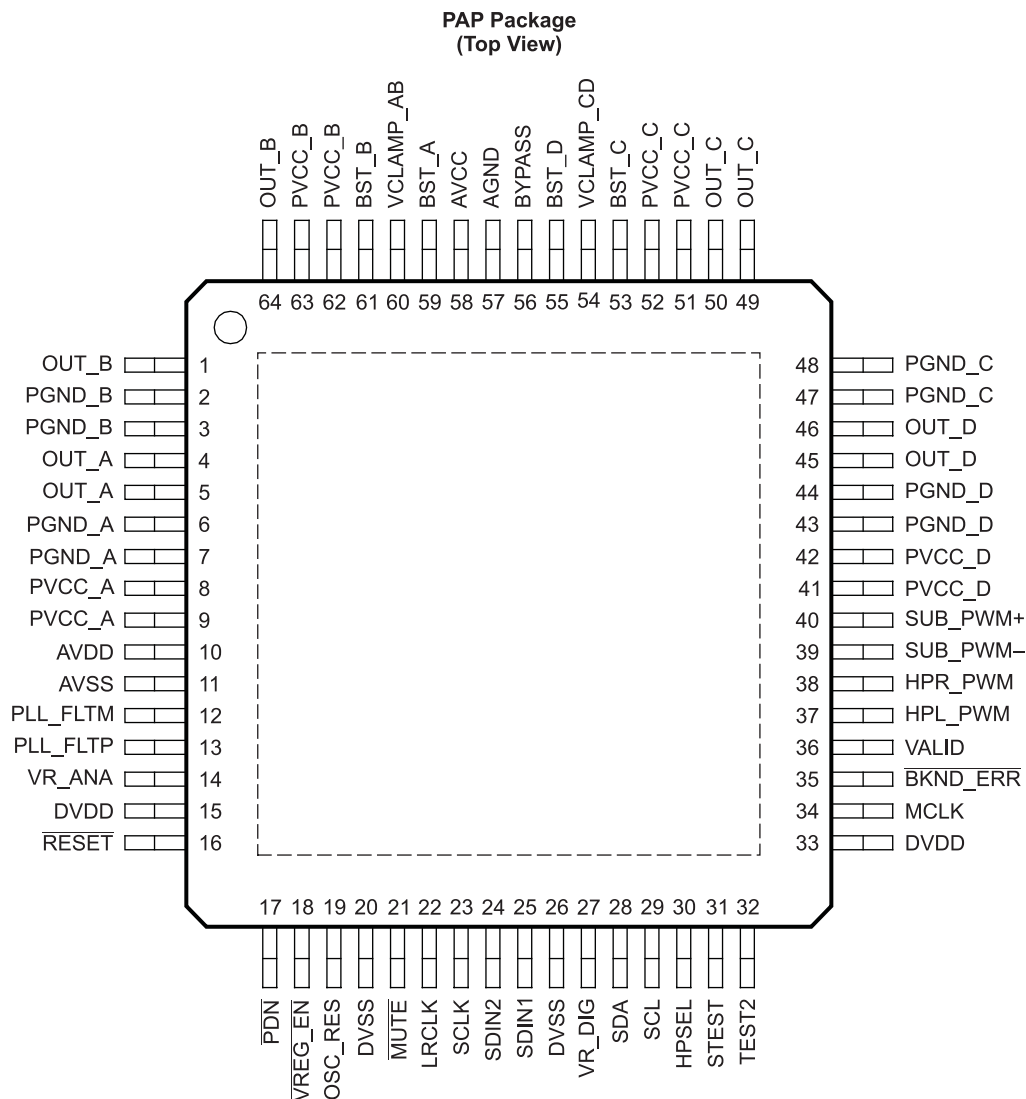 PAP Package
(Top View)
OUT_B
PVCC_B
PVCC_B
BST_B
VCLAMP_AB
BST_A
AVCC
AGND
BYPASS
BST_D
VCLAMP_CD
BST_C
PVCC_C
PVCC_C
OUT_C
OUT_C
64 63 62 61 60 59 58 57 56 55 54 53 52 51 50 49
OUT_B 1
PGND_B 2
PGND_B 3
OUT_A 4
OUT_A 5
PGND_A 6
PGND_A 7
PVCC_A 8
PVCC_A 9
AVDD 10
AVSS 11
PLL_FLTM 12
PLL_FLTP 13
VR_ANA 14
DVDD 15
RESET 16
48 PGND_C
47 PGND_C
46 OUT_D
45 OUT_D
44 PGND_D
43 PGND_D
42 PVCC_D
41 PVCC_D
40 SUB_PWM+
39 SUB_PWM–
38 HPR_PWM
37 HPL_PWM
36 VALID
35 BKND_ERR
34 MCLK
33 DVDD
17 18 19 20 21 22 23 24 25 26 27 28 29 30 31 32
PDN
VREG_EN
OSC_RES
DVSS
MUTE
LRCLK
SCLK
SDIN2
SDIN1
DVSS
VR_DIG
SDA
SCL
HPSEL
STEST
TEST2